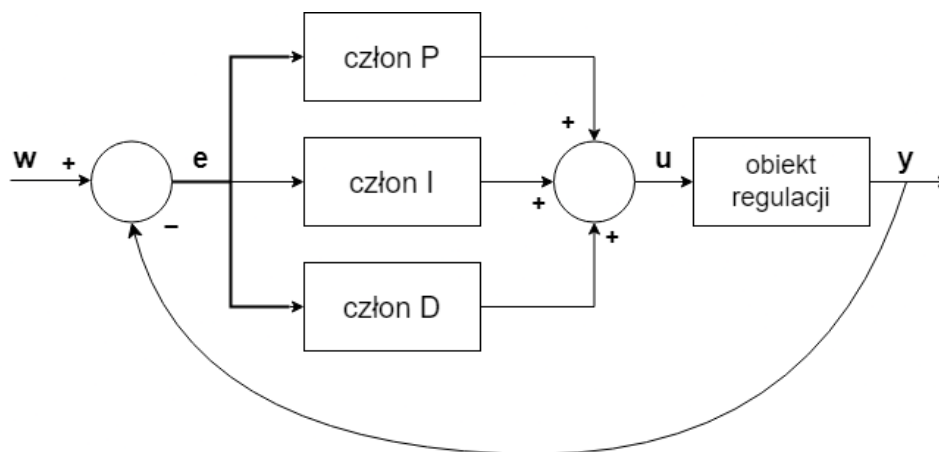 człon P
w
+
e
człon I
+
+
u
obiekt
regulacji
y
−
+
człon D